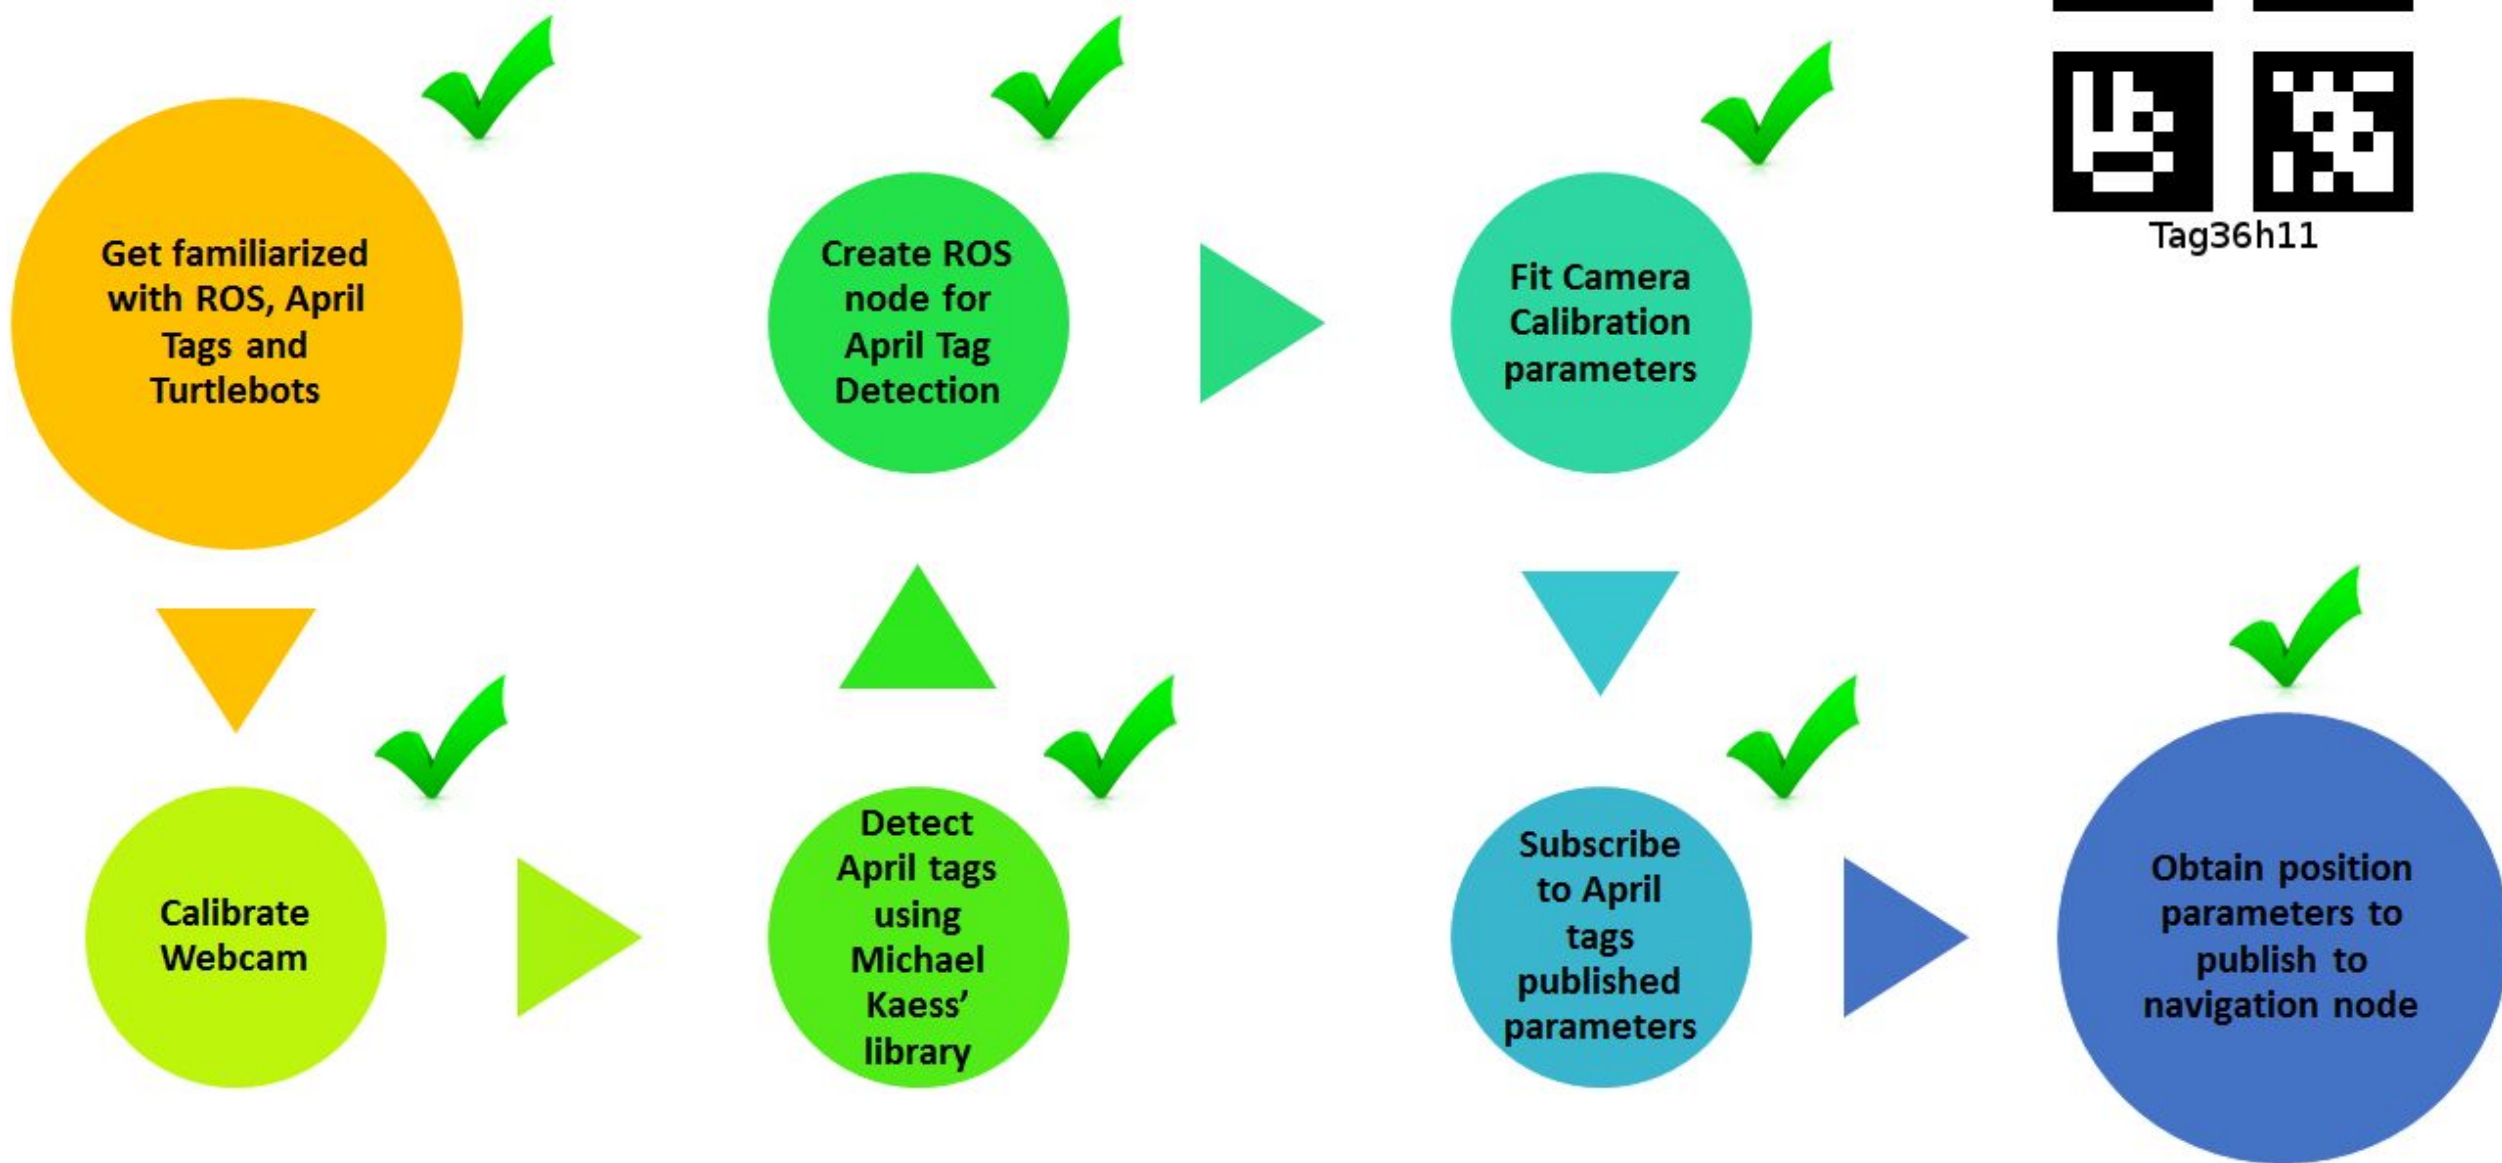 Get familiarized
with ROS, April
Tags and
Turtlebots
Calibrate
Webcam
Detect
April tags
using
Michael
Kaess’
library
Create ROS
node for
April Tag
Detection
Fit Camera
Calibration
parameters
Subscribe
to April
tags
published
parameters
Obtain position
parameters to
publish to
navigation node
Tag36h11